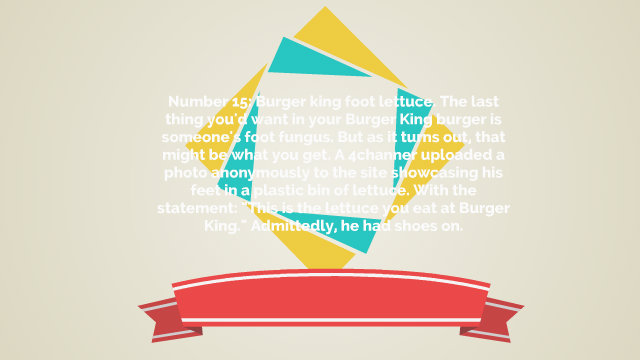 Number 15: Burger king foot lettuce. The last
thing you'd want in your Burger King burger is
someone's foot fungus. But as it turns out, that
might be what you get. A 4channer uploaded a
photo anonymously to the site showcasing his
feet in a plastic bin of lettuce. With the
statement: "This is the lettuce you eat at Burger
King." Admittedly, he had shoes on.